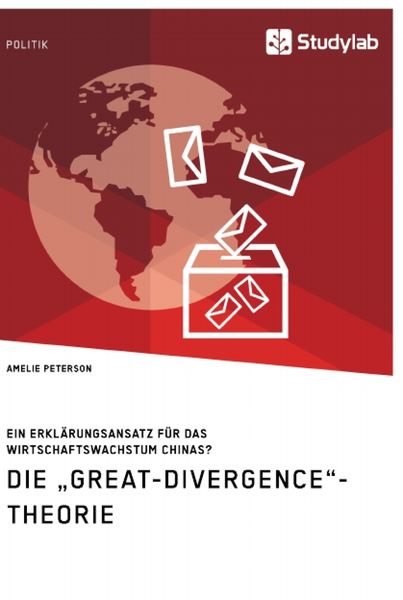 POLITIK
Studylab
AMELIE PETERSON
EIN ERKLÄRUNGSANSATZ FÜR DAS
WIRTSCHAFTSWACHSTUM CHINAS?
DIE „GREAT-DIVERGENCE“-
THEORIE